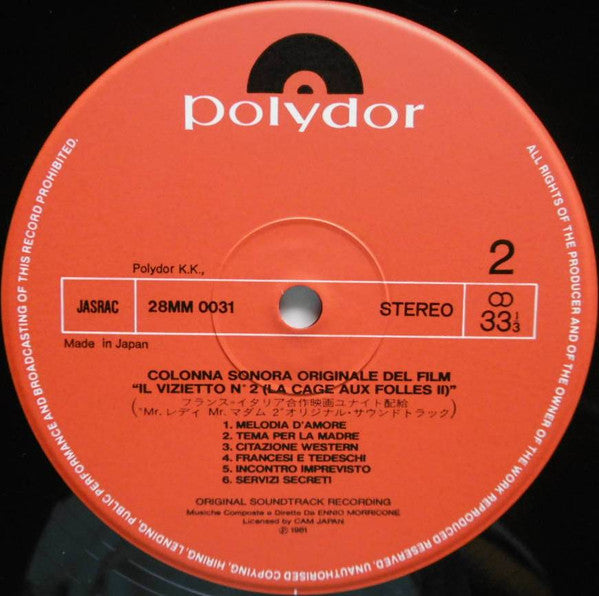 polydor
Polydor K.K.,
2
JASRAC
28MM 0031
STEREO
33 1/3
Made in Japan
COLONNA SONORA ORIGINALE DEL FILM
"IL VIZIETTO N°2 (LA CAGE AUX FOLLES II)"
(フランス-イタリア合作映画ユナイト配給
"Mr. レディ Mr. マダム 2"オリジナル・サウンドトラック)
1. MELODIA D'AMORE
2. TEMA PER LA MADRE
3. CITAZIONE WESTERN
4. FRANCESI E TEDESCHI
5. INCONTRO IMPREVISTO
6. SERVIZI SECRETI
ORIGINAL SOUNDTRACK RECORDING
Musiche Composte e Dirette Da ENNIO MORRICONE
Licensed by CAM JAPAN
Ⓟ 1981
ALL RIGHTS OF THE PRODUCER AND OF THE OWNER OF THE WORK REPRODUCED RESERVED. UNAUTHORISED COPYING, HIRING, LENDING, PUBLIC PERFORMANCE AND BROADCASTING OF THIS RECORD PROHIBITED.